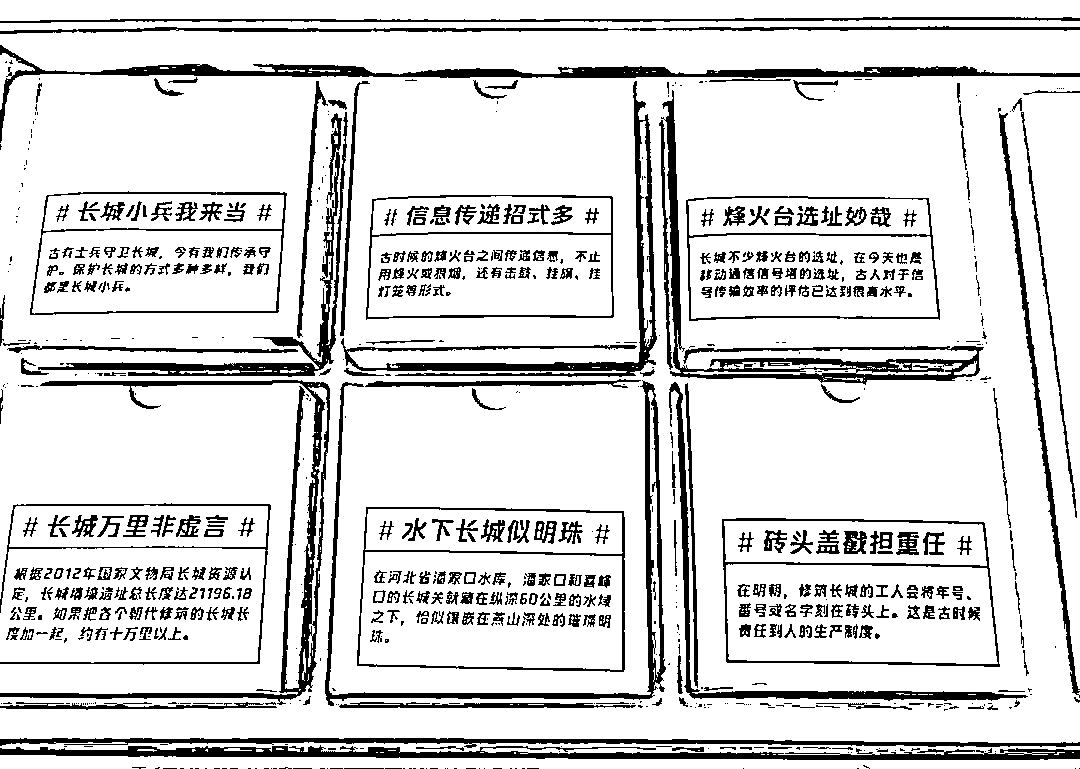 # 长城小兵我来当 #
古有士兵守卫长城，今有我们传承守
护。保护长城的方式多种多样，我们
都是长城小兵。
# 信息传递招式多 #
古时候的烽火台之间传递信息，不止
用烽火或狼烟，还有击鼓、挂旗、挂
灯笼等形式。
# 烽火台选址妙哉 #
长城不少烽火台的选址，在今天也是
移动通信信号塔的选址，古人对于信
号传输效率的评估已达到很高水平。
# 长城万里非虚言 #
根据2012年国家文物局长城资源认
定，长城墙壕遗址总长度达21196.18
公里。如果把各个朝代修筑的长城长
度加一起，约有十万里以上。
# 水下长城似明珠 #
在河北省潘家口水库，潘家口和喜峰
口的长城关就藏在纵深60公里的水域
之下，恰似镶嵌在燕山深处的璀璨明
珠。
# 砖头盖戳担重任 #
在明朝，修筑长城的工人会将年号、
番号或名字刻在砖头上。这是古时候
责任到人的生产制度。